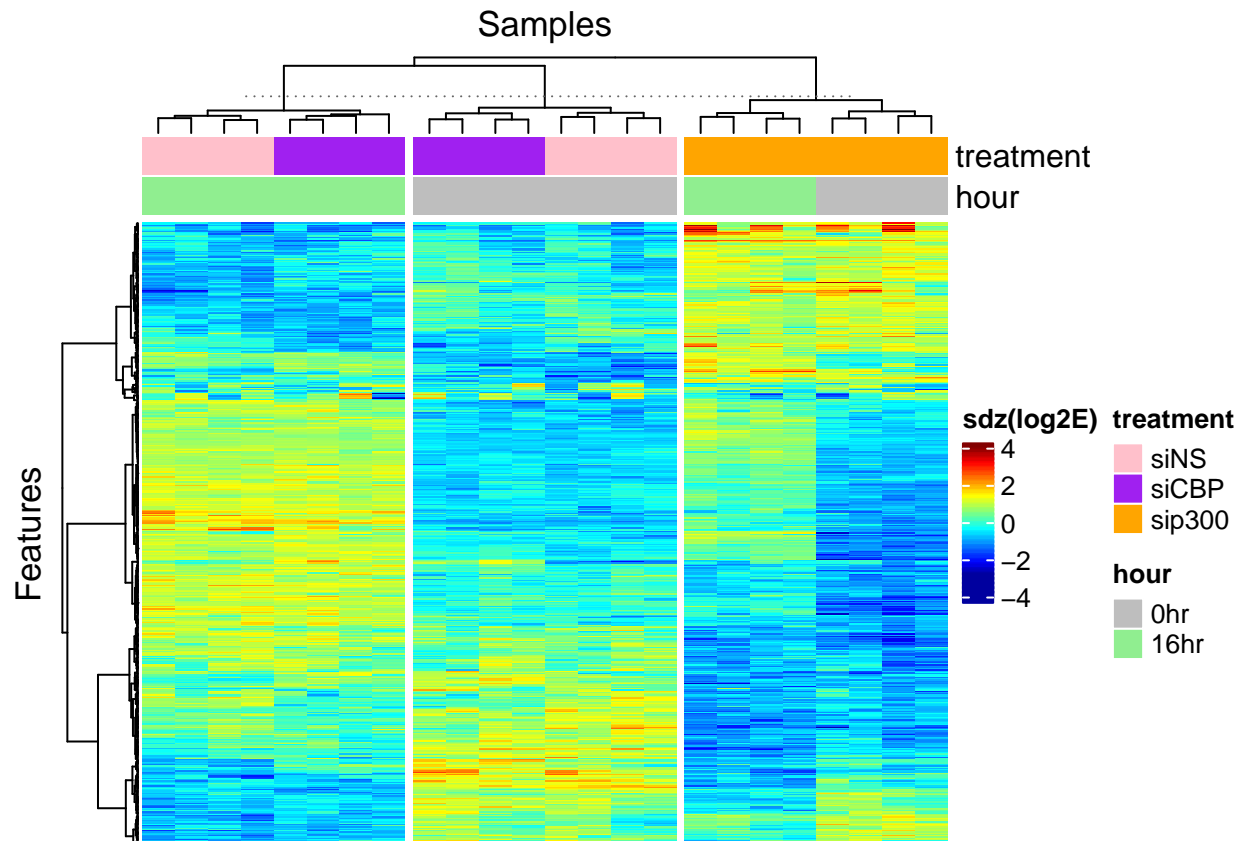 Samples
treatment
hour
Features
sdz(log2E)
4
2
0
−2
−4
treatment
siNS
siCBP
sip300
hour
0hr
16hr